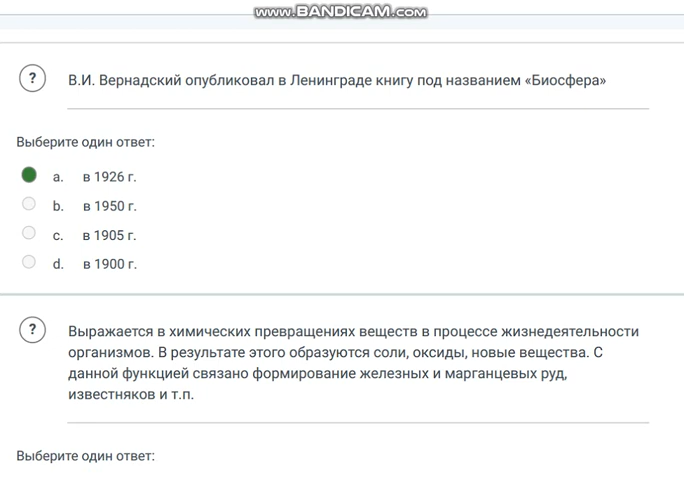 www.BANDICAM.com
? В.И. Вернадский опубликовал в Ленинграде книгу под названием «Биосфера»
Выберите один ответ:
a. в 1926 г.
b. в 1950 г.
c. в 1905 г.
d. в 1900 г.
? Выражается в химических превращениях веществ в процессе жизнедеятельности
организмов. В результате этого образуются соли, оксиды, новые вещества. С
данной функцией связано формирование железных и марганцевых руд,
известняков и т.п.
Выберите один ответ: